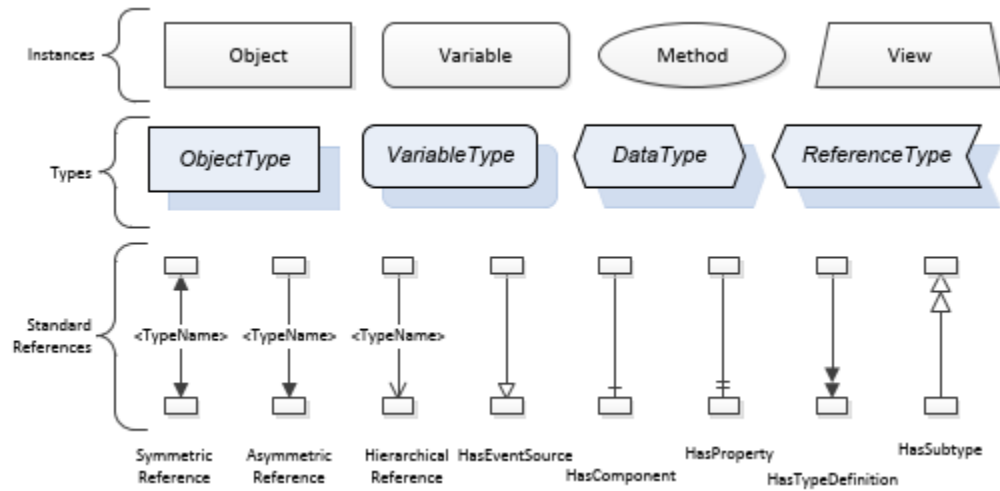 Instances
Object
Variable
Method
View
Types
ObjectType
VariableType
DataType
ReferenceType
Standard
References
<TypeName>
<TypeName>
<TypeName>
Symmetric
Reference
Asymmetric
Reference
Hierarchical
Reference
HasEventSource
HasComponent
HasProperty
HasTypeDefinition
HasSubtype